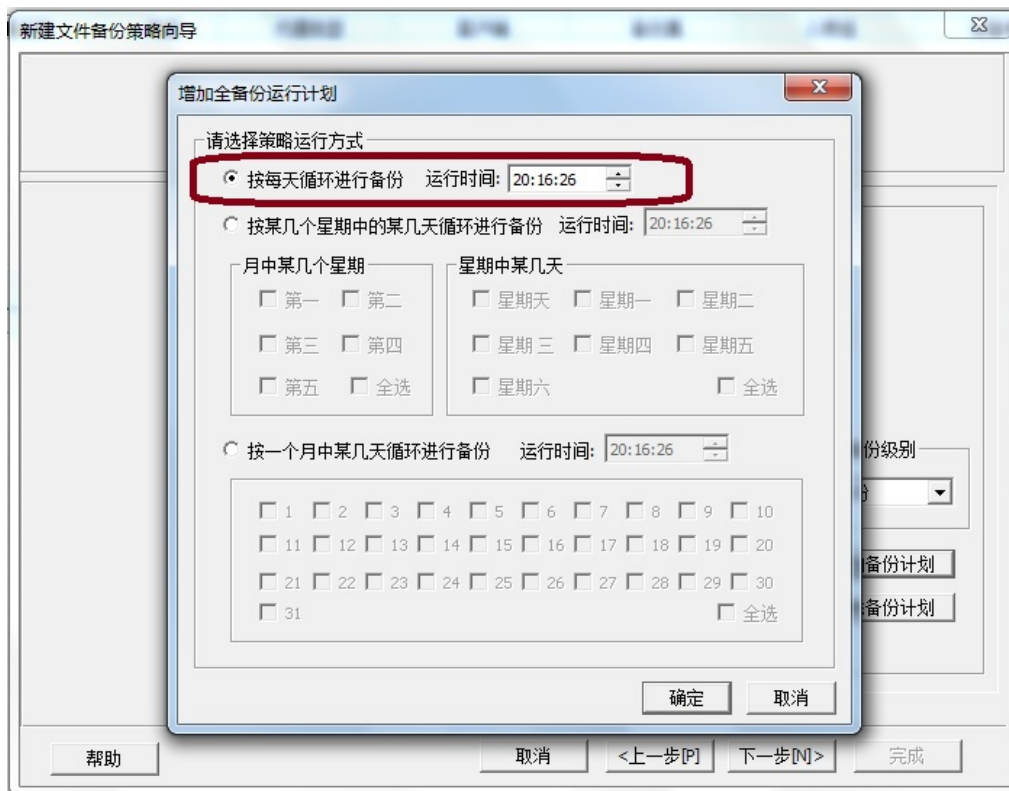 新建文件备份策略向导
增加全备份运行计划
请选择策略运行方式
按每天循环进行备份 运行时间: 20:16:26
按某几个星期中的某几天循环进行备份 运行时间: 20:16:26
月中某几个星期 星期中某几天
第一 第二 星期天 星期一 星期二
第三 第四 星期三 星期四 星期五
第五 全选 星期六 全选
按一个月中某几天循环进行备份 运行时间: 20:16:26
份级别
1 2 3 4 5 6 7 8 9 10
11 12 13 14 15 16 17 18 19 20
21 22 23 24 25 26 27 28 29 30
31 全选
备份计划
备份计划
确定 取消
帮助 取消 <上一步[P] 下一步[N]> 完成